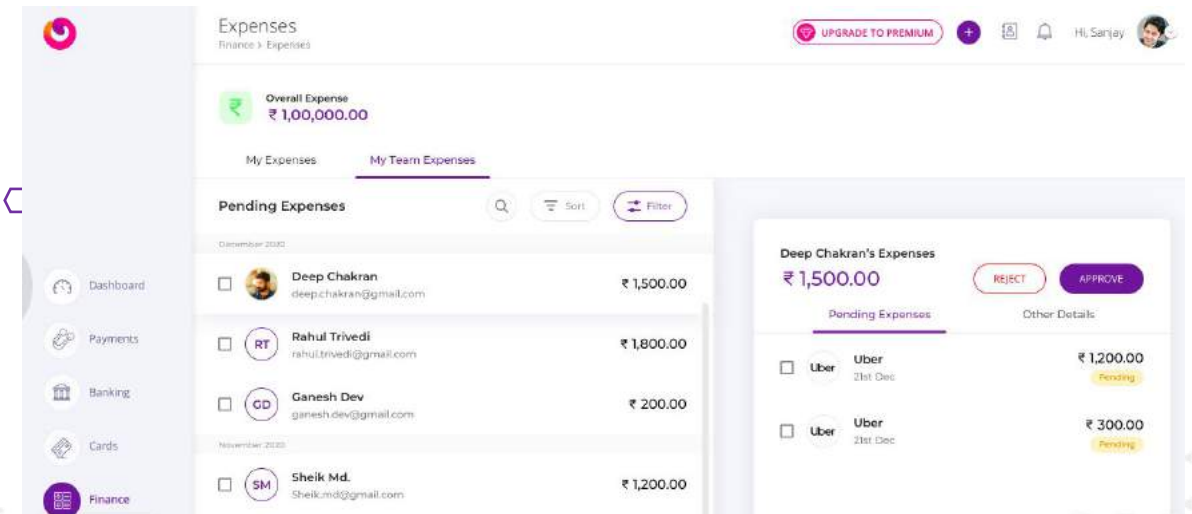 Expenses
Finance > Expenses
UPGRADE TO PREMIUM
+
Hi, Sanjay
₹
Overall Expense
₹ 1,00,000.00
My Expenses
My Team Expenses
Pending Expenses
Sort
Filter
December 2020
Deep Chakran
deep.chakran@gmail.com
₹ 1,500.00
RT
Rahul Trivedi
rahul.trivedi@gmail.com
₹ 1,800.00
GD
Ganesh Dev
ganesh.dev@gmail.com
₹ 200.00
November 2020
SM
Sheik Md.
Sheik.md@gmail.com
₹ 1,200.00
Dashboard
Payments
Banking
Cards
Finance
Deep Chakran's Expenses
₹ 1,500.00
REJECT
APPROVE
Pending Expenses
Other Details
Uber
Uber
21st Dec
₹ 1,200.00
Pending
Uber
Uber
21st Dec
₹ 300.00
Pending